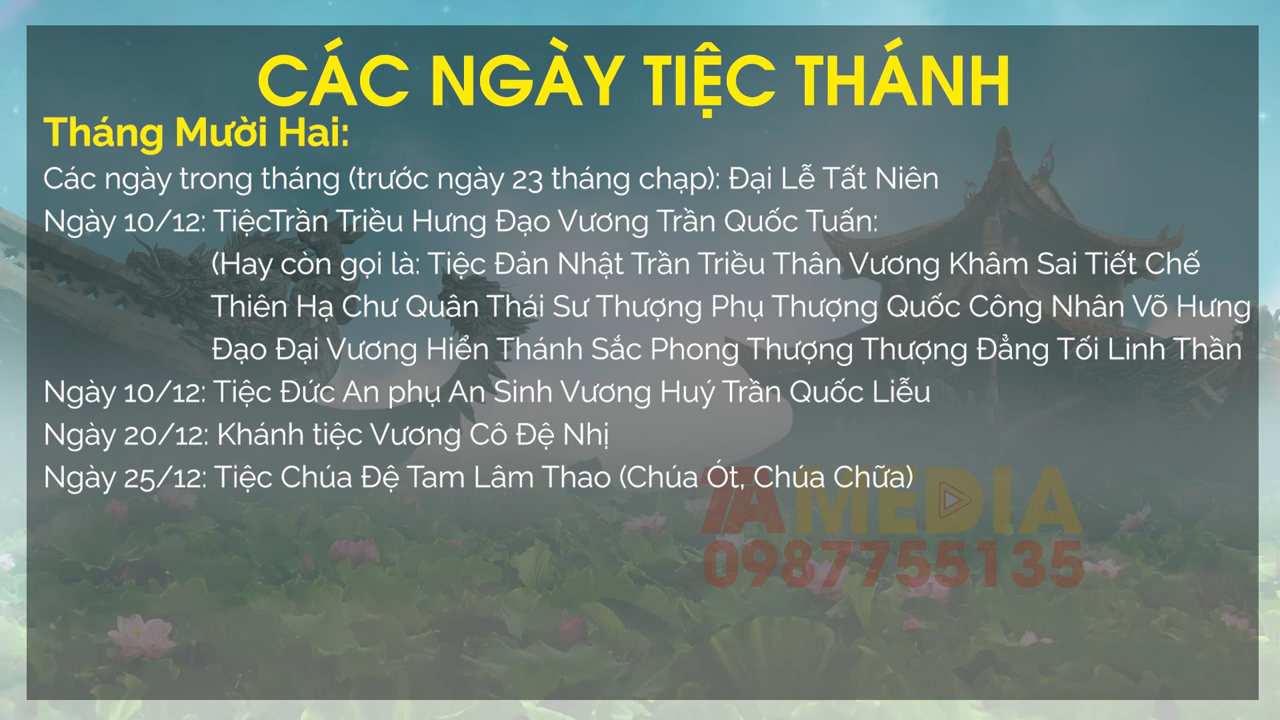 CÁC NGÀY TIỆC THÁNH
Tháng Mười Hai:
Các ngày trong tháng (trước ngày 23 tháng chạp): Đại Lễ Tất Niên
Ngày 10/12: TiệcTrần Triều Hưng Đạo Vương Trần Quốc Tuấn:
(Hay còn gọi là: Tiệc Đản Nhật Trần Triều Thân Vương Khâm Sai Tiết Chế
Thiên Hạ Chư Quân Thái Sư Thượng Phụ Thượng Quốc Công Nhân Võ Hưng
Đạo Đại Vương Hiển Thánh Sắc Phong Thượng Thượng Đẳng Tối Linh Thần
Ngày 10/12: Tiệc Đức An phụ An Sinh Vương Huý Trần Quốc Liễu
Ngày 20/12: Khánh tiệc Vương Cô Đệ Nhị
Ngày 25/12: Tiệc Chúa Đệ Tam Lâm Thao (Chúa Ót, Chúa Chữa)
MEDIA
0987755135